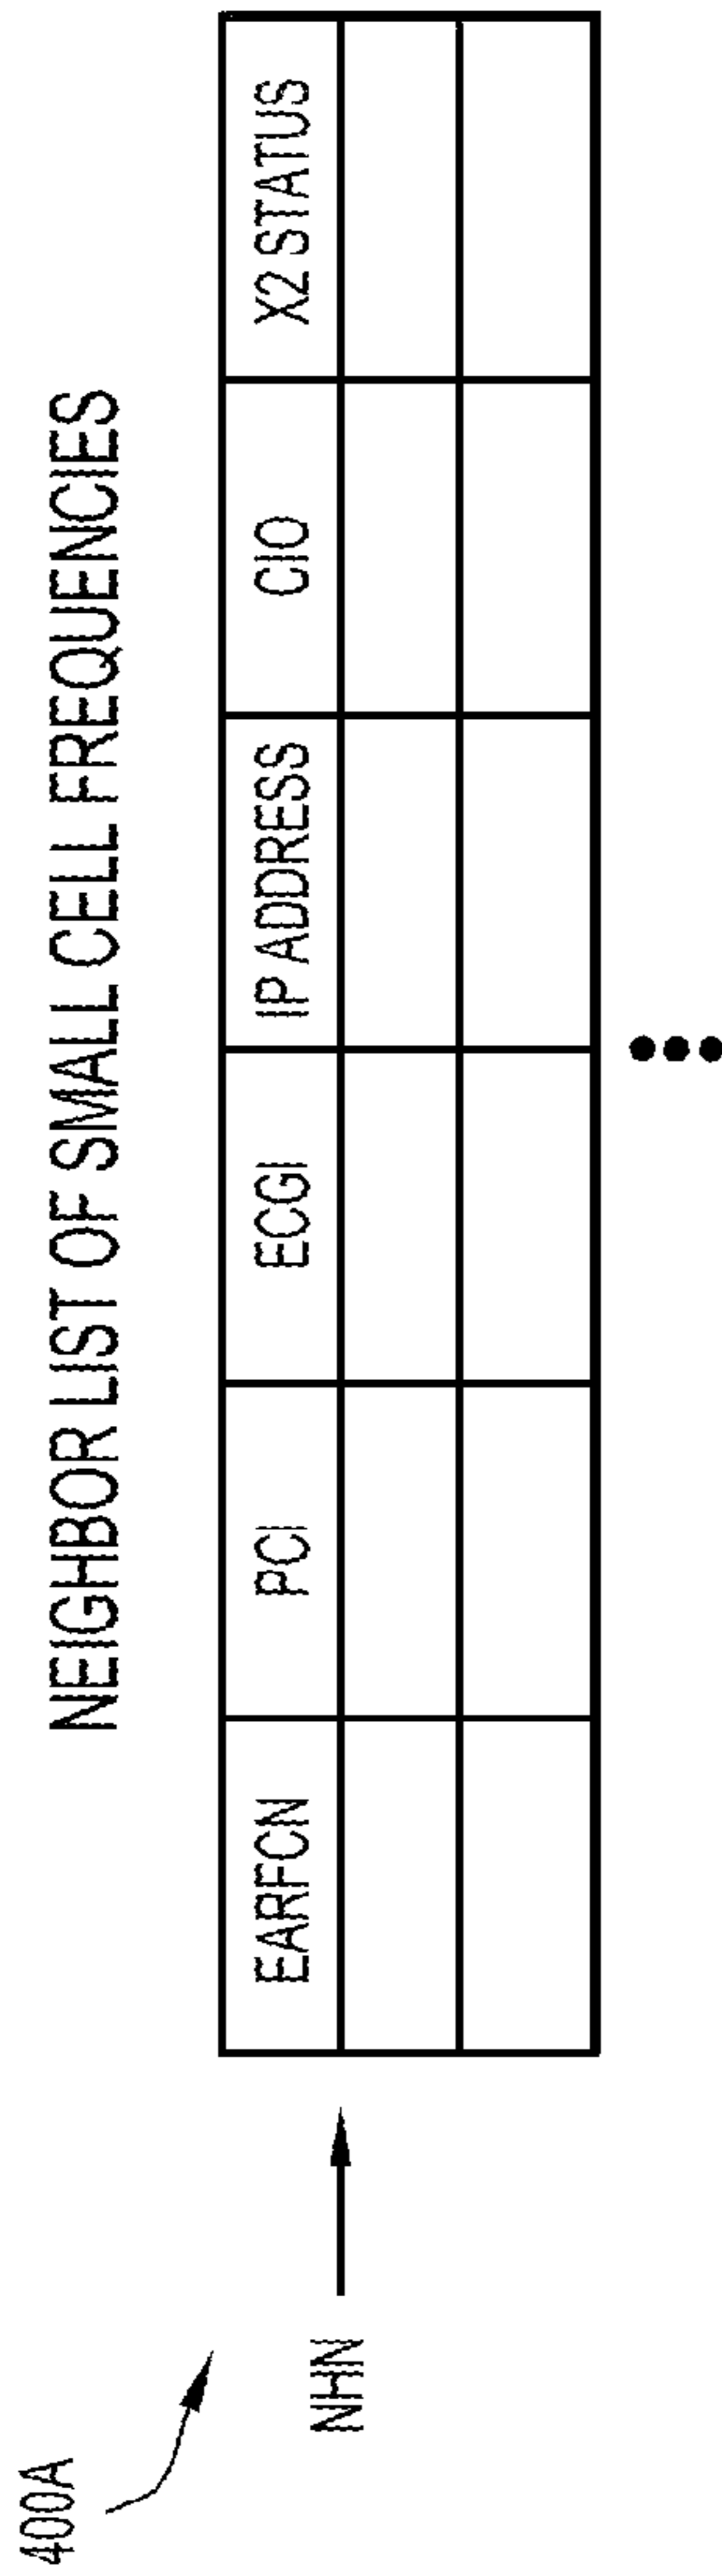 400A
NEIGHBOR LIST OF SMALL CELL FREQUENCIES
NHN
EARFCN PCI ECGI IP ADDRESS CIO X2 STATUS